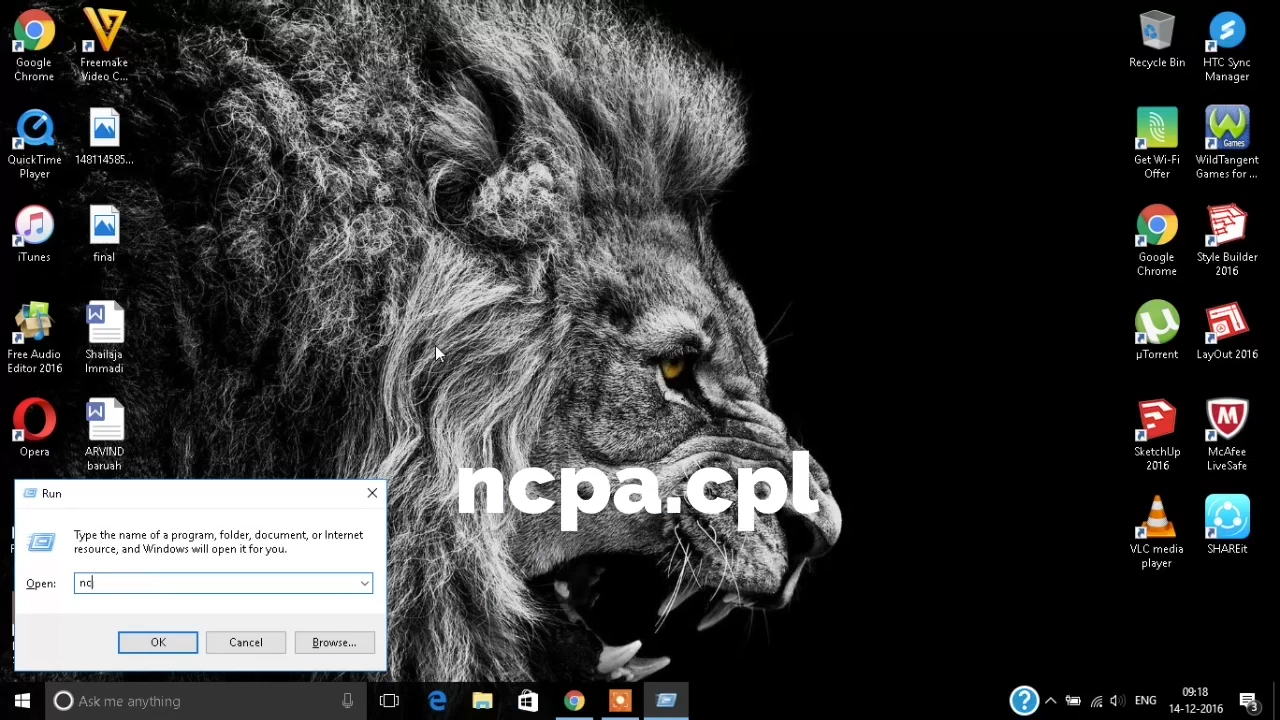 Google
Chrome
Freemake
Video C...
QuickTime
Player
148114585...
iTunes
final
Free Audio
Editor 2016
Shailaja
Immadi
Opera
ARVIND
baruah
Recycle Bin
HTC Sync
Manager
Get Wi-Fi
Offer
Games
WildTangent
Games for ...
Google
Chrome
Style Builder
2016
µTorrent
LayOut 2016
SketchUp
2016
McAfee
LiveSafe
VLC media
player
SHAREit
ncpa.cpl
Run
Type the name of a program, folder, document, or Internet
resource, and Windows will open it for you.
Open: nc
OK Cancel Browse...
Ask me anything
ENG
09:18
14-12-2016
3